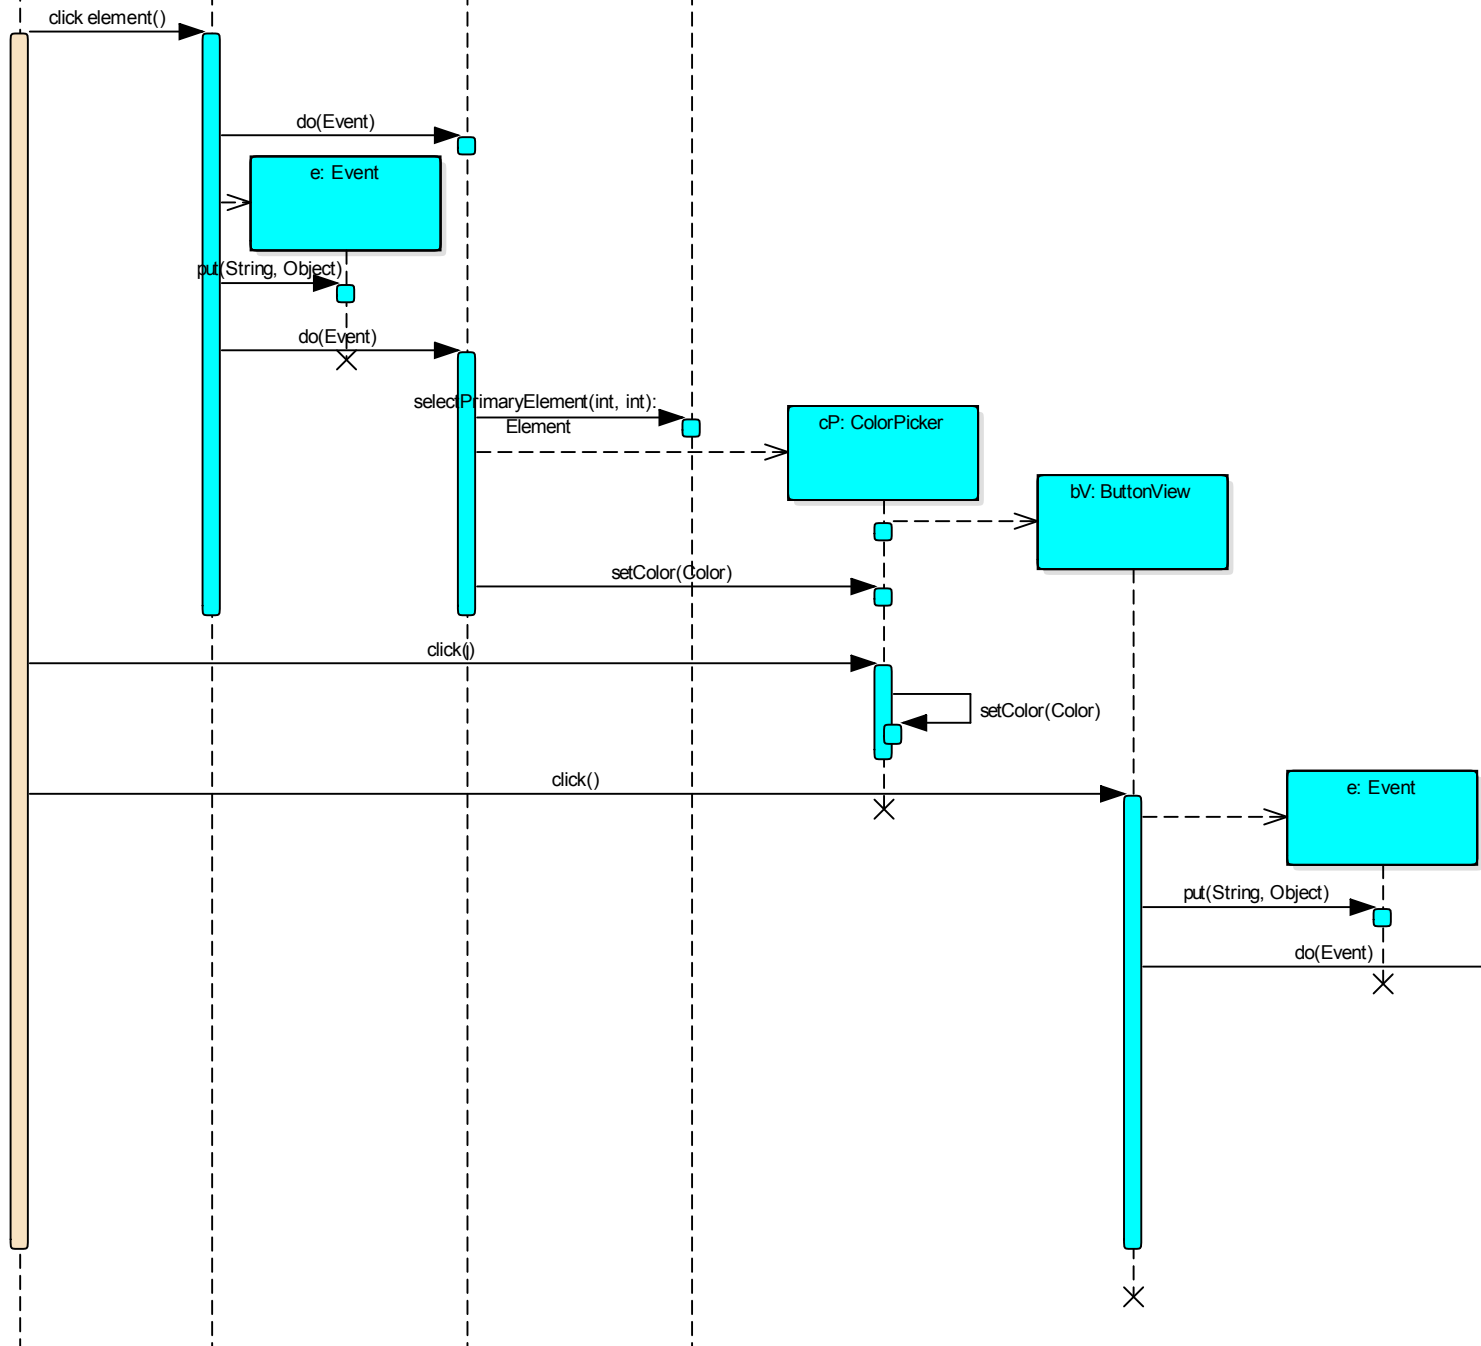 click element()
do(Event)
e: Event
put(String, Object)
do(Event)
selectPrimaryElement(int, int):
Element
cP: ColorPicker
bV: ButtonView
setColor(Color)
click()
setColor(Color)
click()
e: Event
put(String, Object)
do(Event)